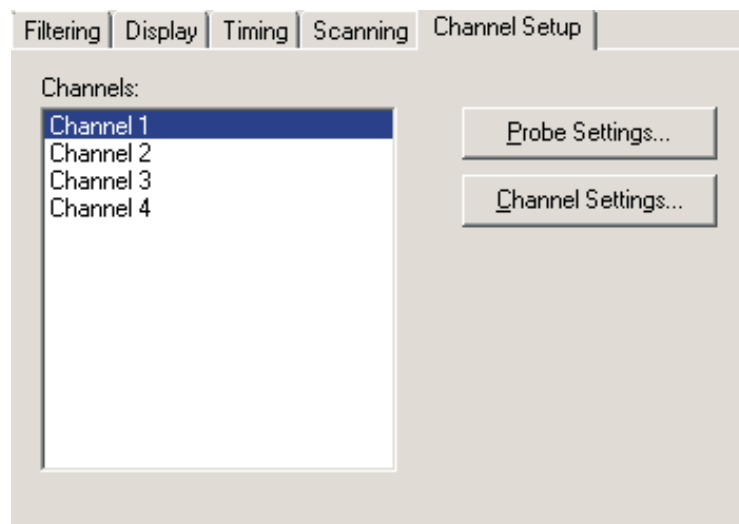 Filtering Display Timing Scanning Channel Setup
Channels:
Channel 1
Channel 2
Channel 3
Channel 4
Probe Settings...
Channel Settings...